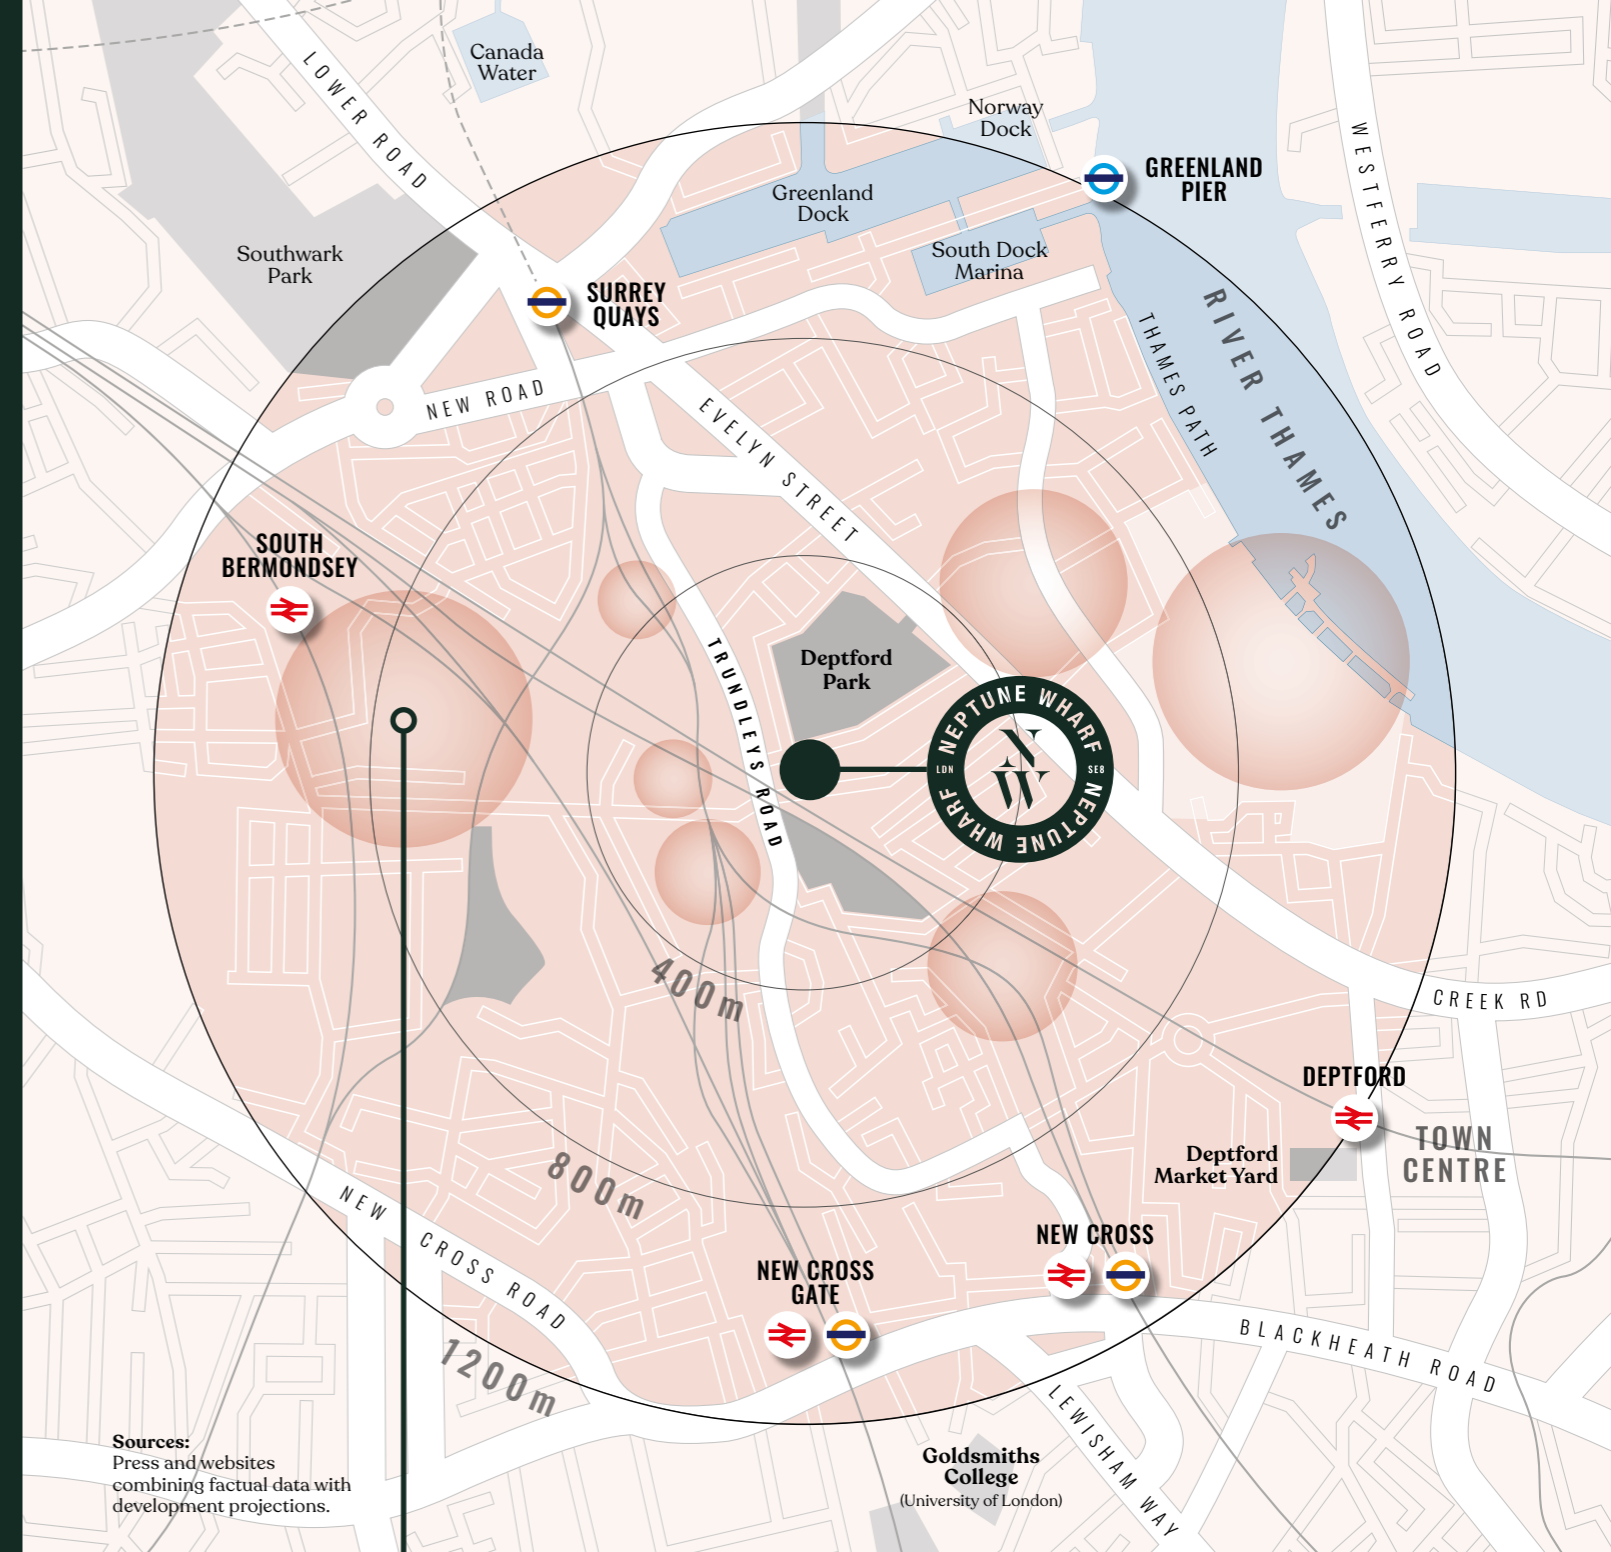 Canada
Water
LOWER ROAD
Norway
Dock
GREENLAND
PIER
WESTFERRY ROAD
Greenland
Dock
Southwark
Park
South Dock
Marina
SURREY
QUAYS
RIVER THAMES
THAMES PATH
NEW ROAD
EVELYN STREET
SOUTH
BERMONDSEY
TRUNDLEYS ROAD
Deptford
Park
NEPTUNE WHARF
LDN
NW
SE8
NEPTUNE WHARF
400m
CREEK RD
DEPTFORD
TOWN
CENTRE
Deptford
Market Yard
800m
NEW CROSS ROAD
NEW CROSS
NEW CROSS
GATE
BLACKHEATH ROAD
1200m
LEWISHAM WAY
Sources:
Press and websites
combining factual data with
development projections.
Goldsmiths
College
(University of London)